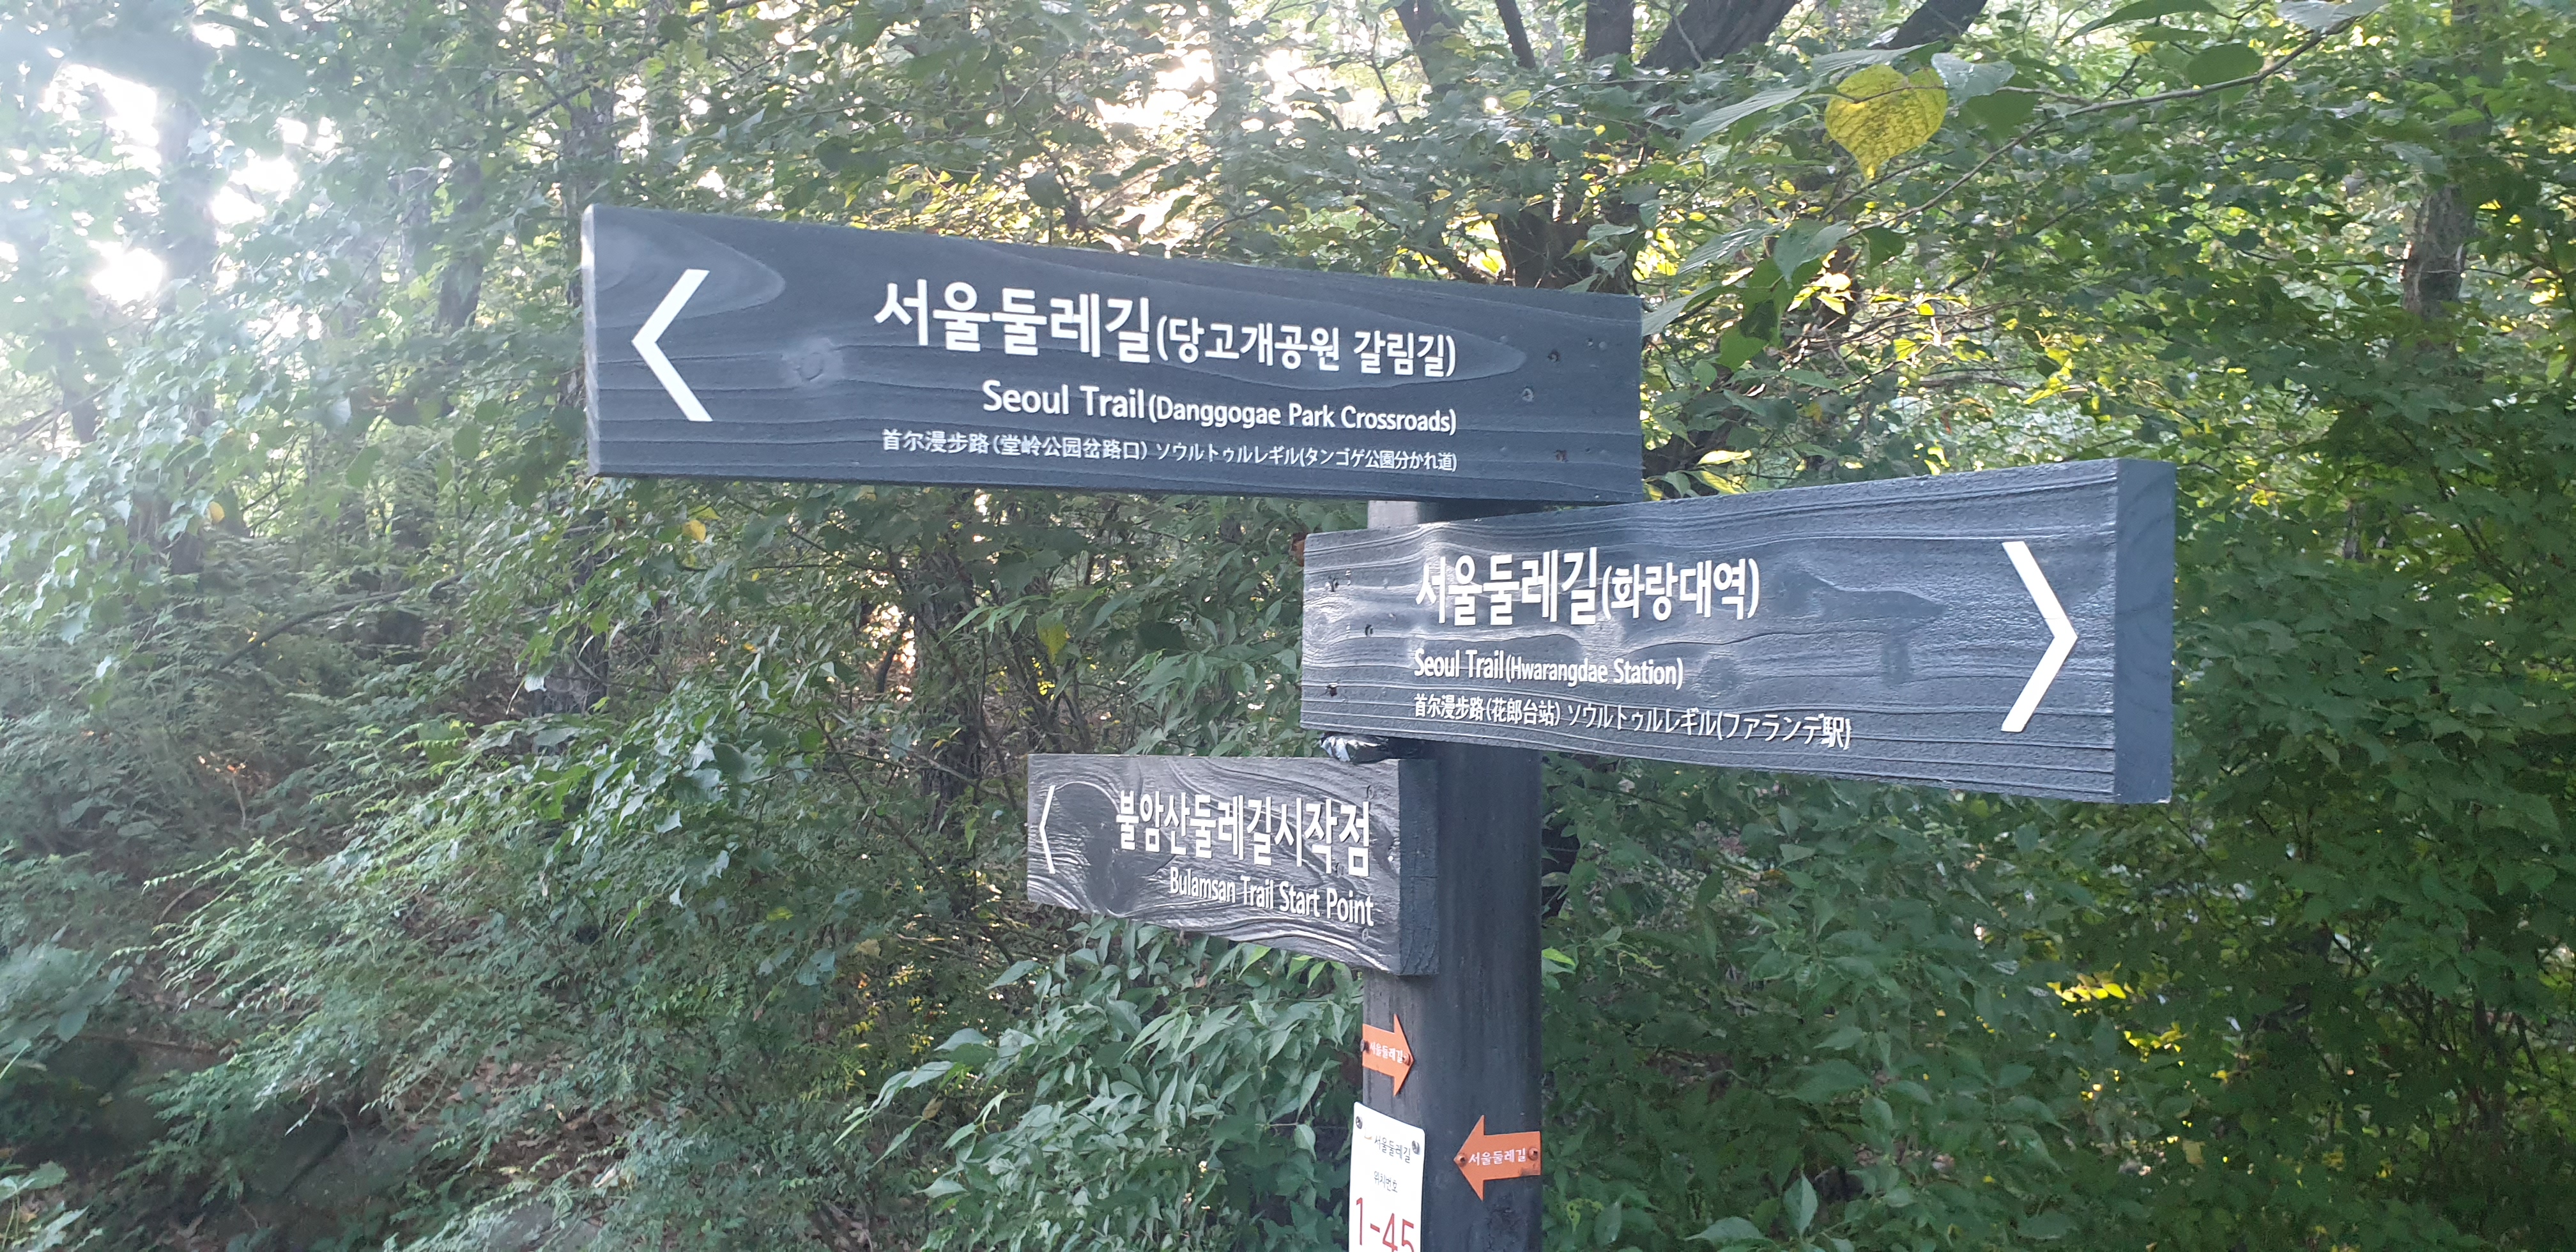 서울둘레길(당고개공원 갈림길)
Seoul Trail(Danggogae Park Crossroads)
首尔漫步路(堂岭公园岔路口) ソウルトゥルレギル(タンゴゲ公園分かれ道)
서울둘레길(화랑대역)
Seoul Trail(Hwarangdae Station)
首尔漫步路(花郎台站) ソウルトゥルレギル(ファランデ駅)
불암산둘레길시작점
Bulamsan Trail Start Point
서울둘레길
서울둘레길
서울둘레길
위치번호
1-45